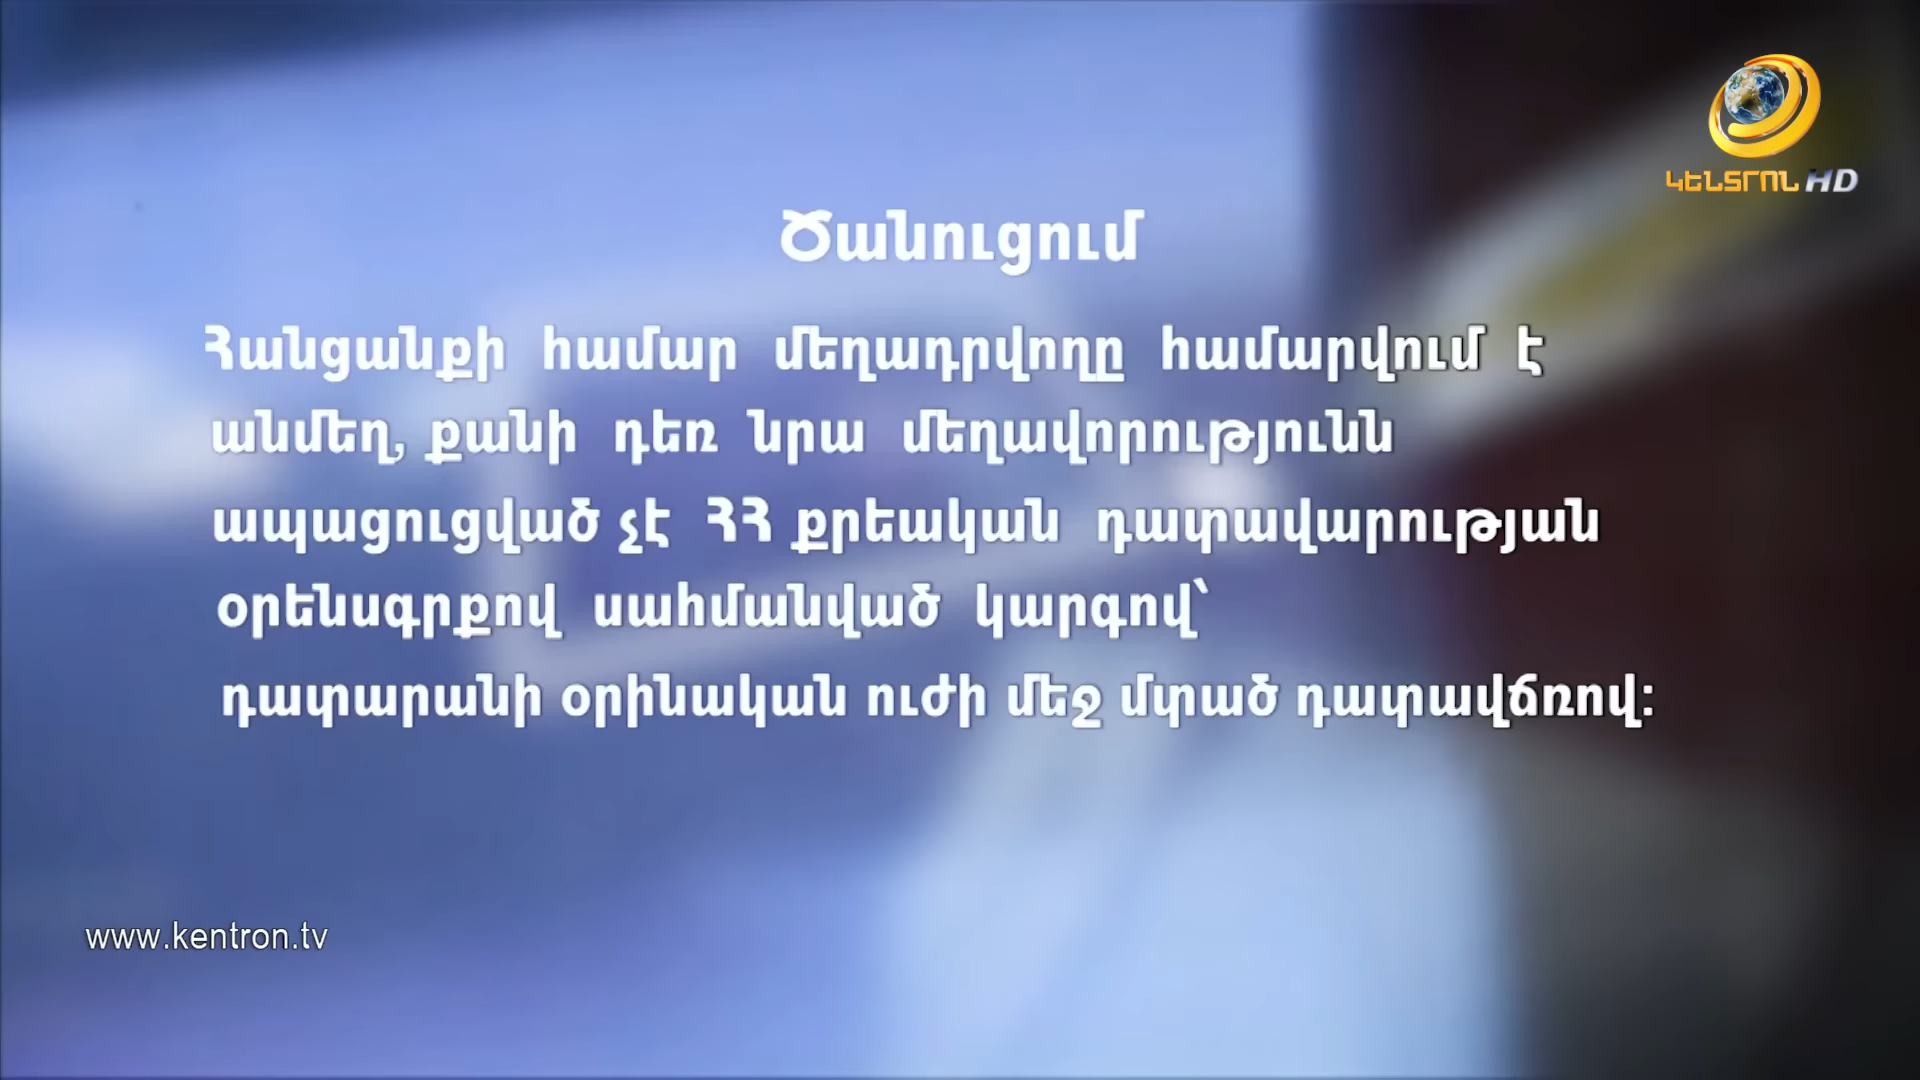 ԿԵՆՏՐՈՆ HD
Ծանուցում
Հանցանքի համար մեղադրվողը համարվում է
անմեղ, քանի դեռ նրա մեղավորությունն
ապացուցված չէ ՀՀ քրեական դատավարության
օրենսգրքով սահմանված կարգով՝
դատարանի օրինական ուժի մեջ մտած դատավճռով:
www.kentron.tv